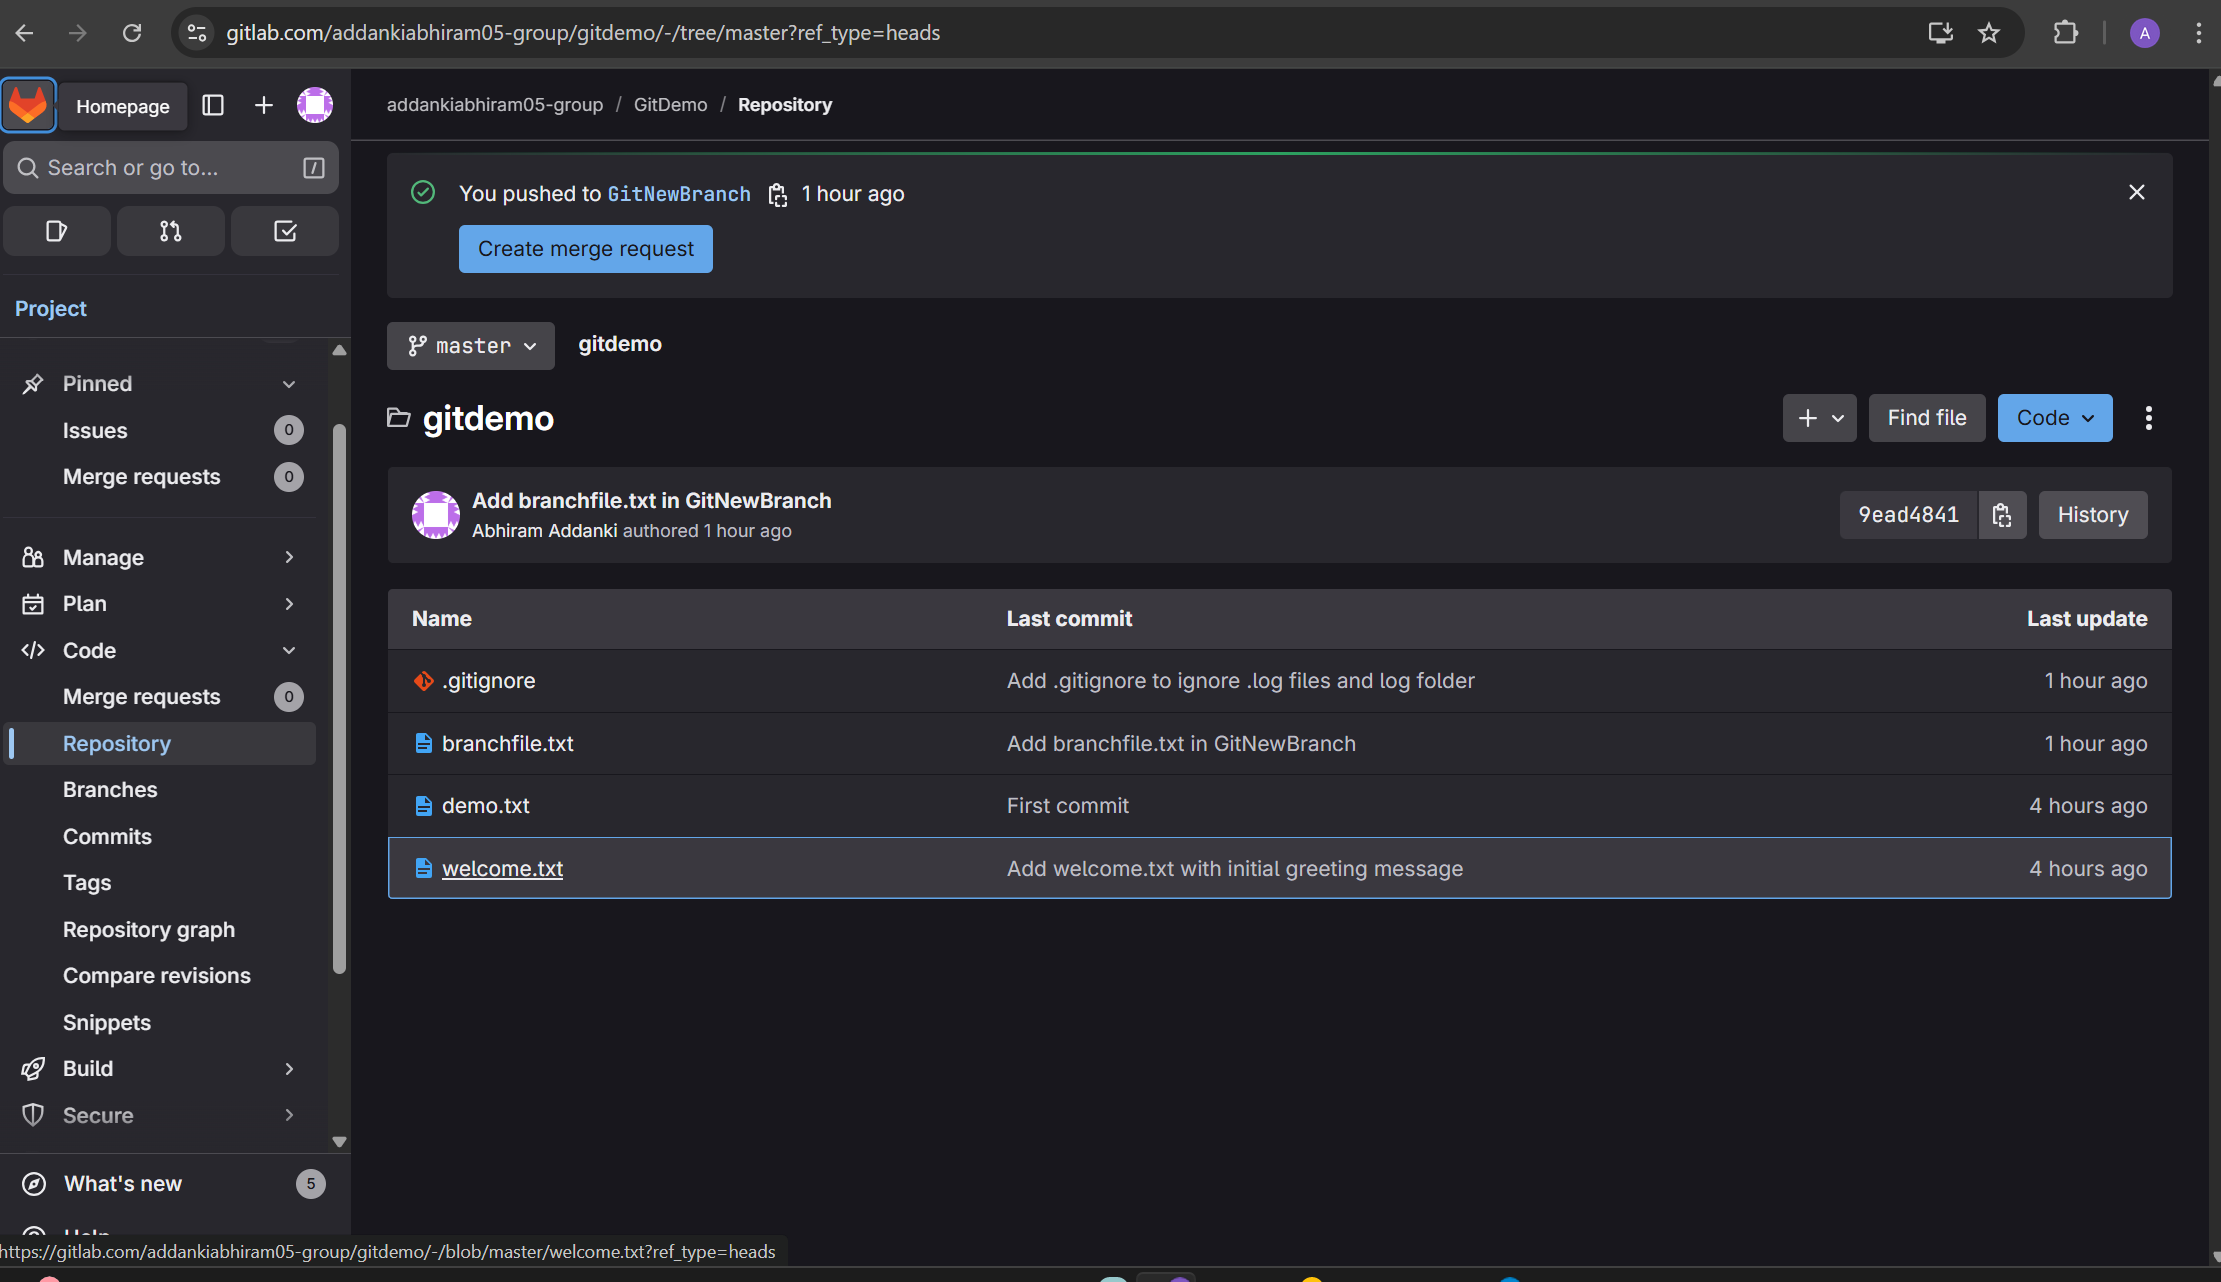 gitlab.com/addankiabhiram05-group/gitdemo/-/tree/master?ref_type=heads
A
Homepage
addankiabhiram05-group / GitDemo / Repository
Search or go to...
/
You pushed to GitNewBranch 1 hour ago
Create merge request
Project
master
gitdemo
Pinned
Issues 0
Merge requests 0
gitdemo
Find file
Code
Add branchfile.txt in GitNewBranch
Abhiram Addanki authored 1 hour ago
9ead4841
History
Manage
Plan
Code
Merge requests 0
Repository
Branches
Commits
Tags
Repository graph
Compare revisions
Snippets
Build
Secure
Name Last commit Last update
.gitignore Add .gitignore to ignore .log files and log folder 1 hour ago
branchfile.txt Add branchfile.txt in GitNewBranch 1 hour ago
demo.txt First commit 4 hours ago
welcome.txt Add welcome.txt with initial greeting message 4 hours ago
What's new 5
https://gitlab.com/addankiabhiram05-group/gitdemo/-/blob/master/welcome.txt?ref_type=heads